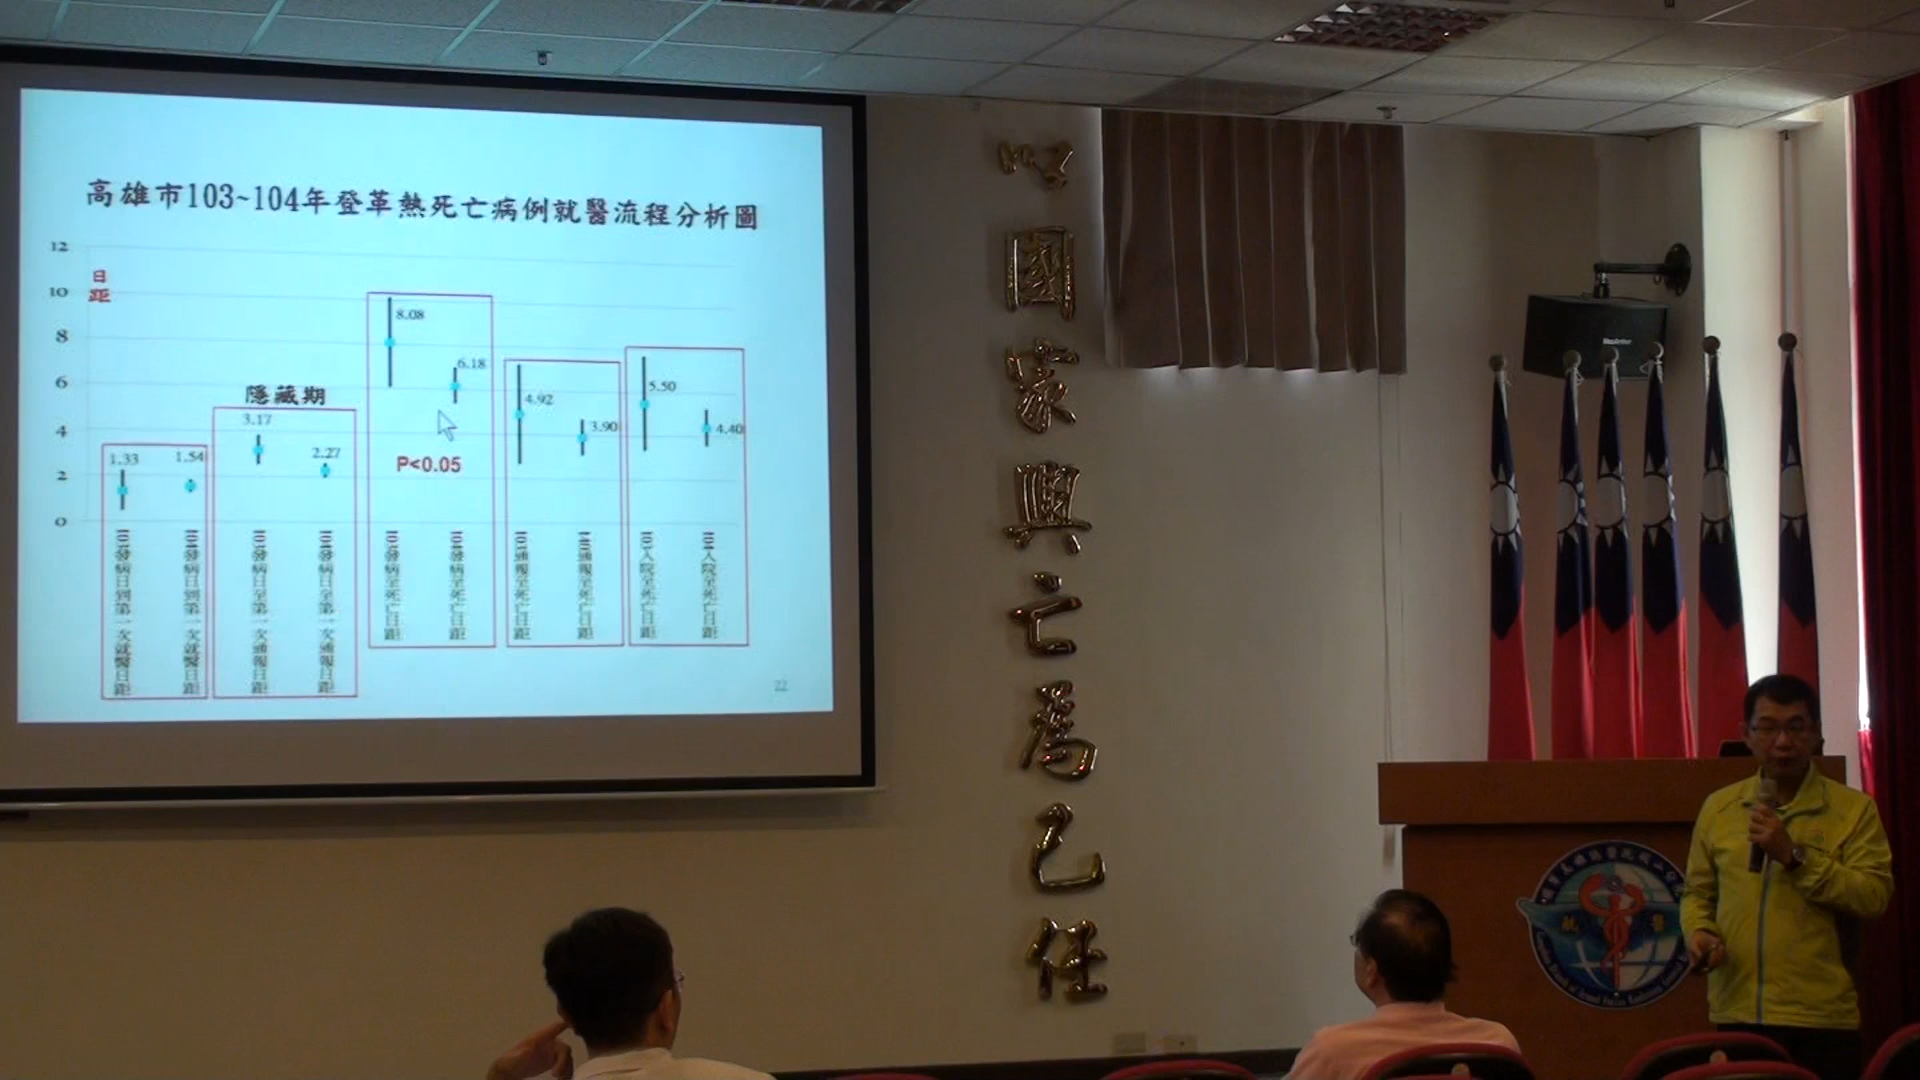 高雄市103~104年登革熱死亡病例就醫流程分析圖
12
10
8
6
4
2
0
日距
隱藏期
1.33
1.54
3.17
2.27
8.08
6.18
P<0.05
4.92
3.90
5.50
4.40
103發病日到第一次就醫日距
104發病日到第一次就醫日距
103發病日至第一次通報日距
104發病日至第一次通報日距
103發病至死亡日距
104發病至死亡日距
103通報至死亡日距
140通報至死亡日距
103入院至死亡日距
104入院至死亡日距
22
以國家興亡為己任
航醫